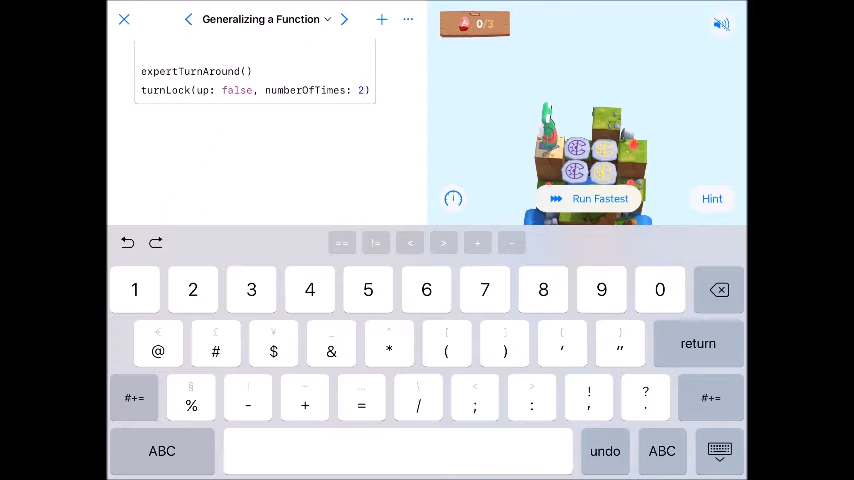 Generalizing a Function
0/3
expertTurnAround()
turnLock(up: false, numberOfTimes: 2)
Run Fastest
Hint
== != < > + -
1 2 3 4 5 6 7 8 9 0
€ £ ¥ _ ^ [ ] { }
@ # $ & * ( ) ' "
return
§ | ~ … \ < > ! ?
#+= % - + = / ; : , . #+=
ABC undo ABC